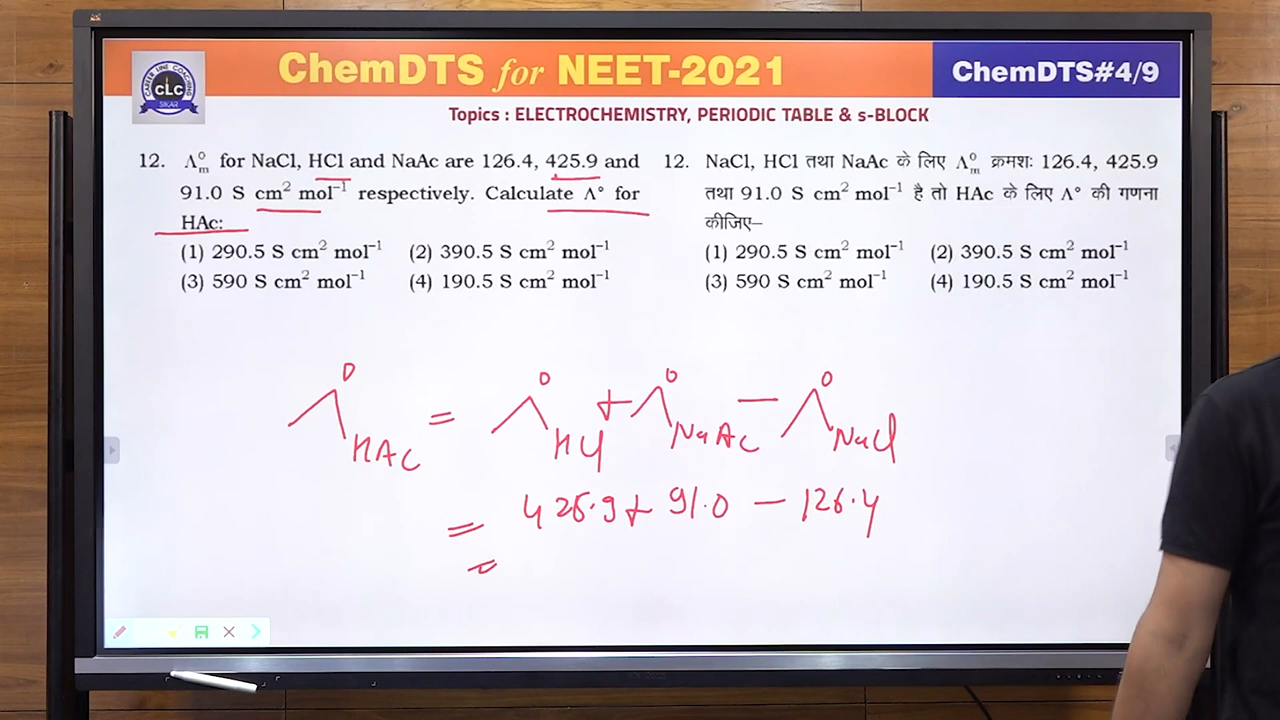 ChemDTS for NEET-2021
ChemDTS#4/9
CAREER LINE COACHING
CLC
SIKAR
Topics : ELECTROCHEMISTRY, PERIODIC TABLE & s-BLOCK
12. Λ°m for NaCl, HCl and NaAc are 126.4, 425.9 and
91.0 S cm² mol⁻¹ respectively. Calculate Λ° for
HAc:
(1) 290.5 S cm² mol⁻¹ (2) 390.5 S cm² mol⁻¹
(3) 590 S cm² mol⁻¹ (4) 190.5 S cm² mol⁻¹
12. NaCl, HCl तथा NaAc के लिए Λ°m क्रमश: 126.4, 425.9
तथा 91.0 S cm² mol⁻¹ है तो HAc के लिए Λ° की गणना
कीजिए–
(1) 290.5 S cm² mol⁻¹ (2) 390.5 S cm² mol⁻¹
(3) 590 S cm² mol⁻¹ (4) 190.5 S cm² mol⁻¹
Λ°HAc = Λ°HCl + Λ°NaAc − Λ°NaCl
= 425.9 + 91.0 − 126.4
=